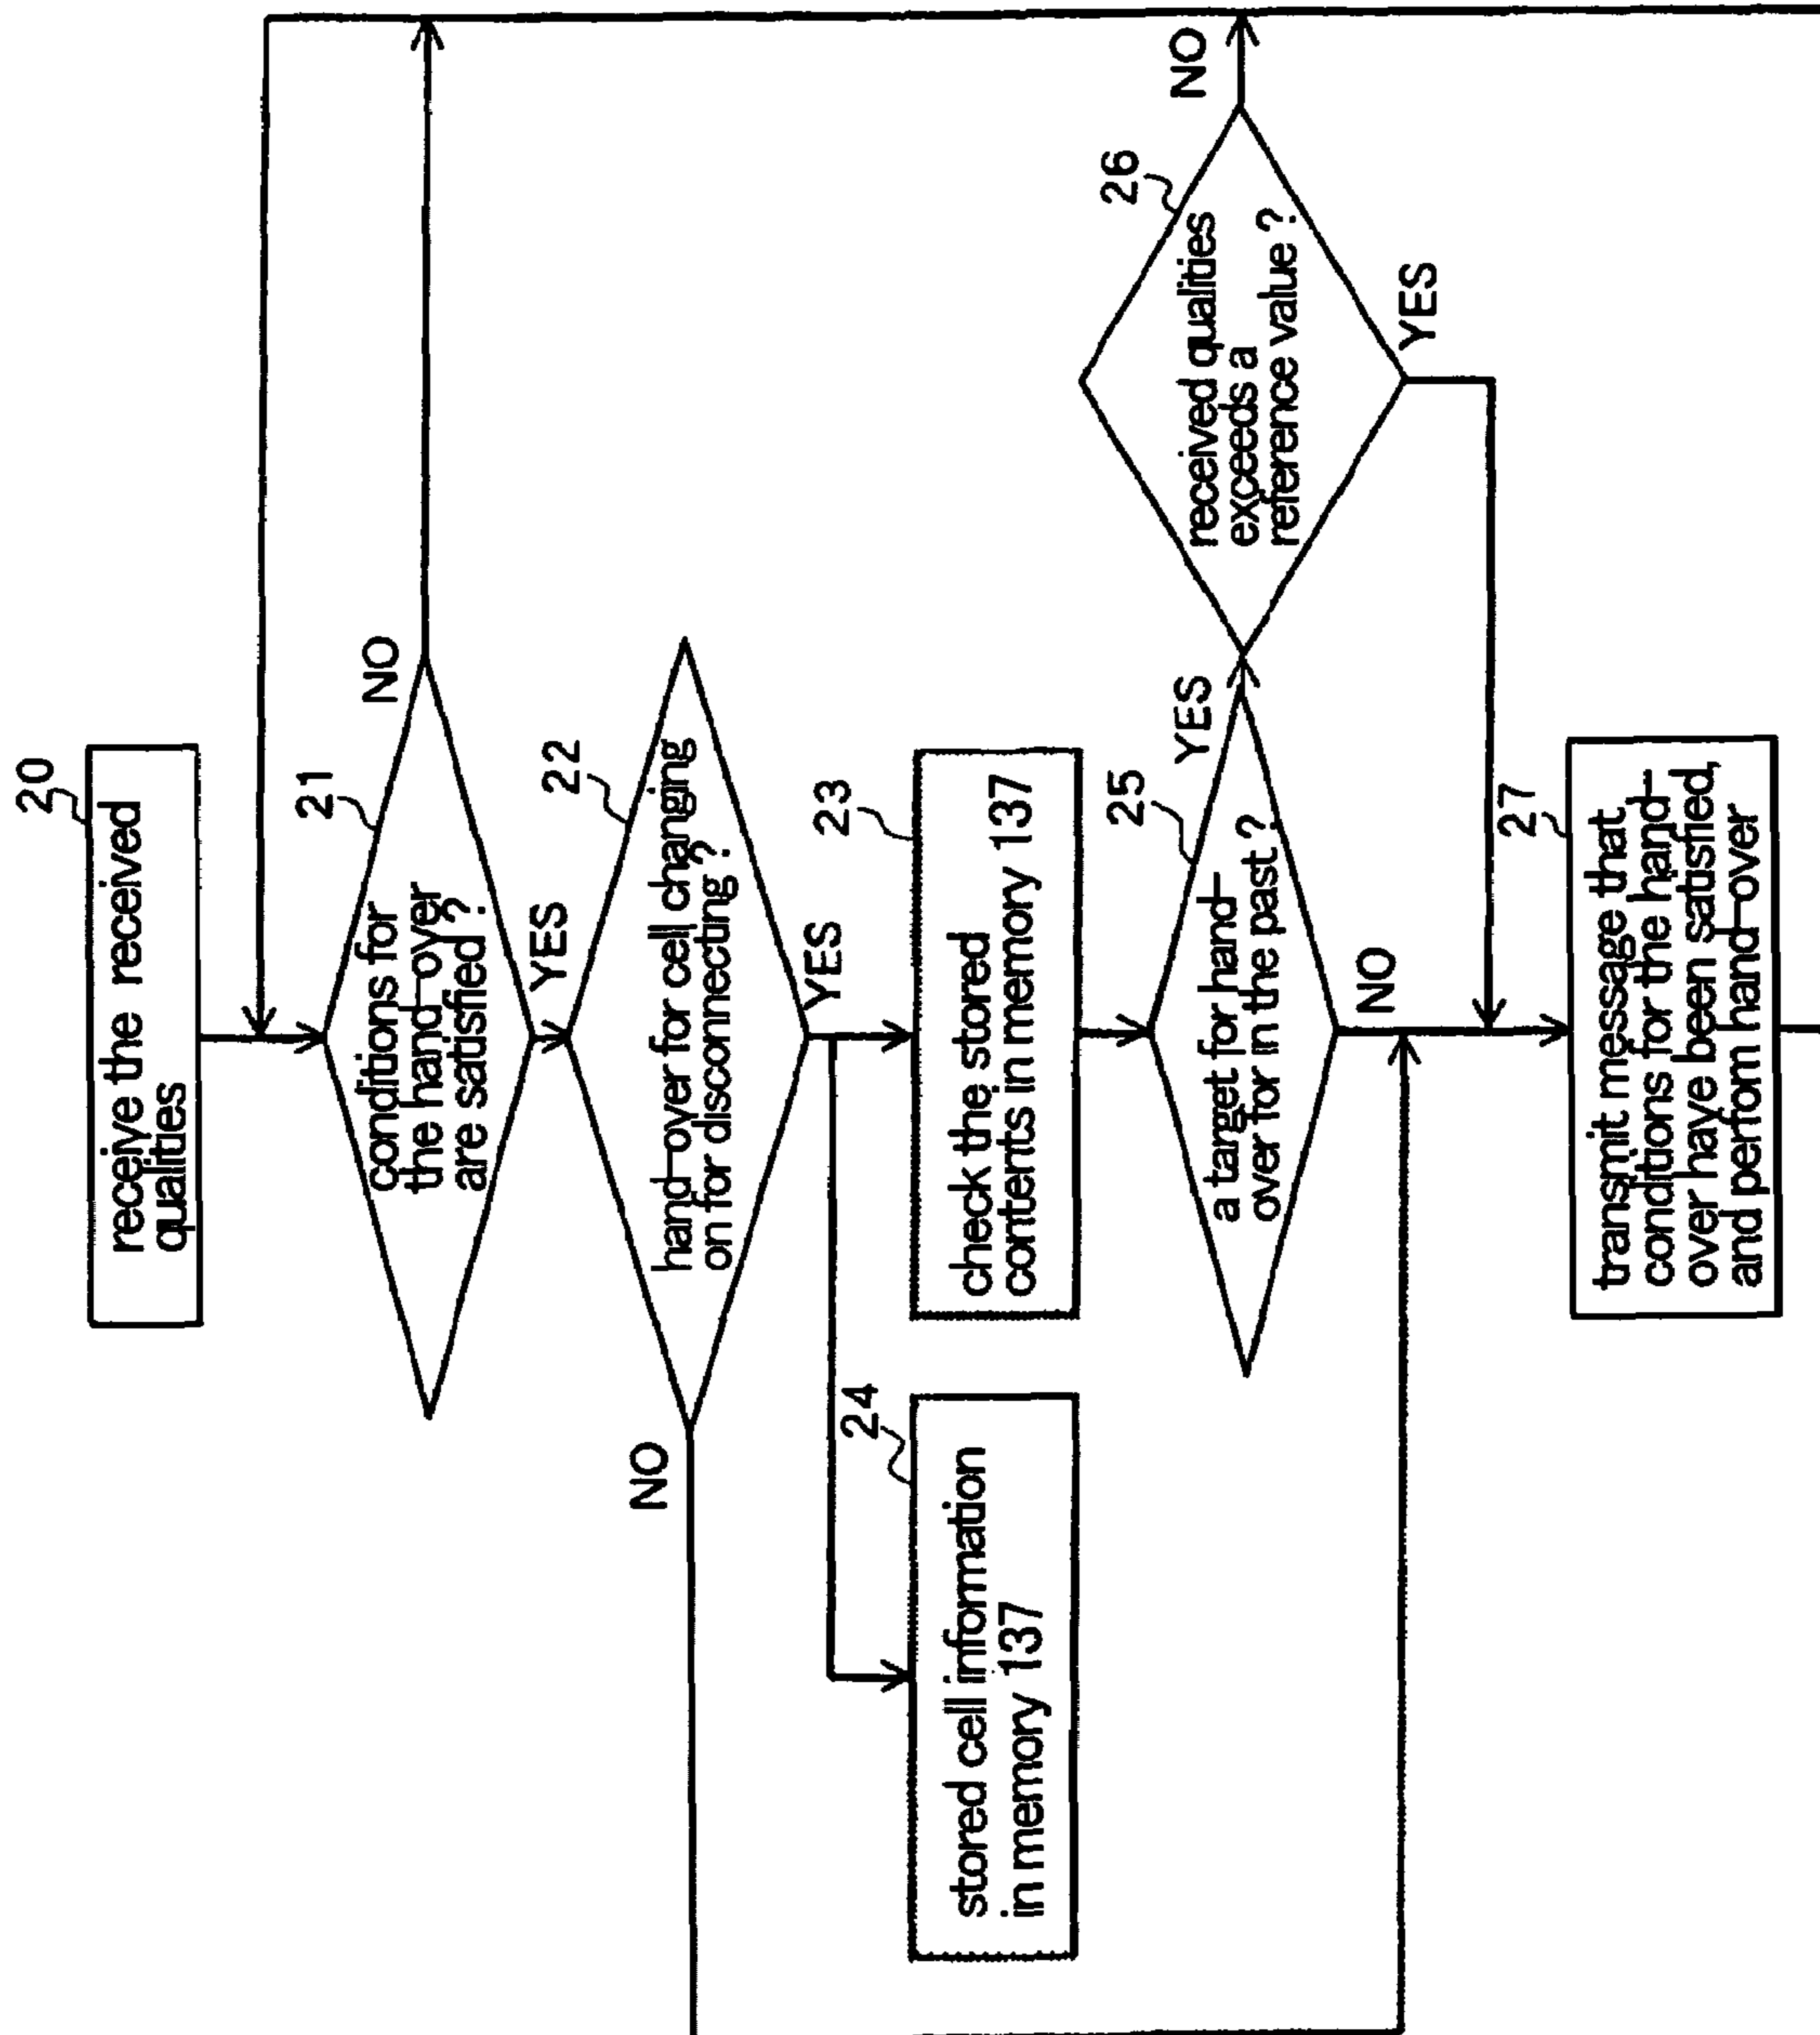 20
receive the received
qualities
21
conditions for
the hand-over
are satisfied ?
NO
YES
22
hand-over for cell changing
on for disconnecting ?
NO
YES
23
check the stored
contents in memory 137
24
stored cell information
in memory 137
25
a target for hand-
over for in the past ?
YES
NO
26
received qualities
exceeds a
reference value ?
NO
YES
27
transmit message that
conditions for the hand-
over have been satisfied,
and perfom hand-over